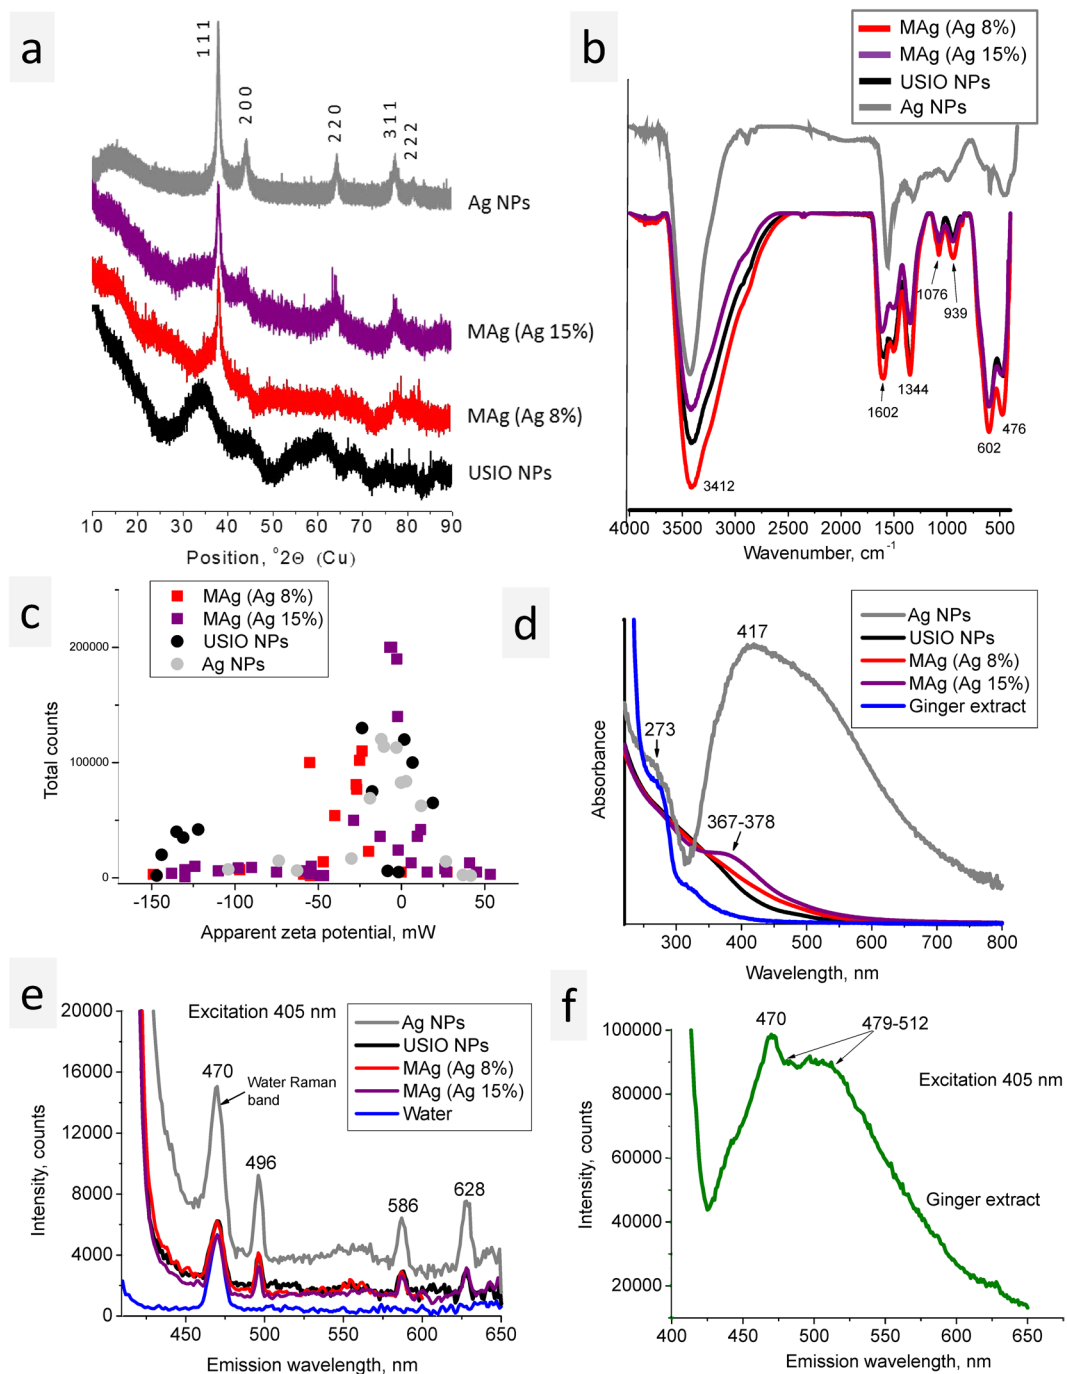 a
1 1 1
2 0 0
2 2 0
3 1 1
2 2 2
Ag NPs
MAg (Ag 15%)
MAg (Ag 8%)
USIO NPs
10 20 30 40 50 60 70 80 90
Position, °2Θ (Cu)
b
MAg (Ag 8%)
MAg (Ag 15%)
USIO NPs
Ag NPs
1076
939
1602
1344
602
476
3412
4000 3500 3000 2500 2000 1500 1000 500
Wavenumber, cm⁻¹
c
MAg (Ag 8%)
MAg (Ag 15%)
USIO NPs
Ag NPs
200000
100000
0
Total counts
-150 -100 -50 0 50
Apparent zeta potential, mW
d
Ag NPs
USIO NPs
MAg (Ag 8%)
MAg (Ag 15%)
Ginger extract
417
273
367-378
Absorbance
300 400 500 600 700 800
Wavelength, nm
e
Excitation 405 nm
Ag NPs
USIO NPs
MAg (Ag 8%)
MAg (Ag 15%)
Water
470
Water Raman
band
496
586
628
20000
16000
12000
8000
4000
0
Intensity, counts
450 500 550 600 650
Emission wavelength, nm
f
470
479-512
Excitation 405 nm
Ginger extract
100000
80000
60000
40000
20000
Intensity, counts
400 450 500 550 600 650
Emission wavelength, nm